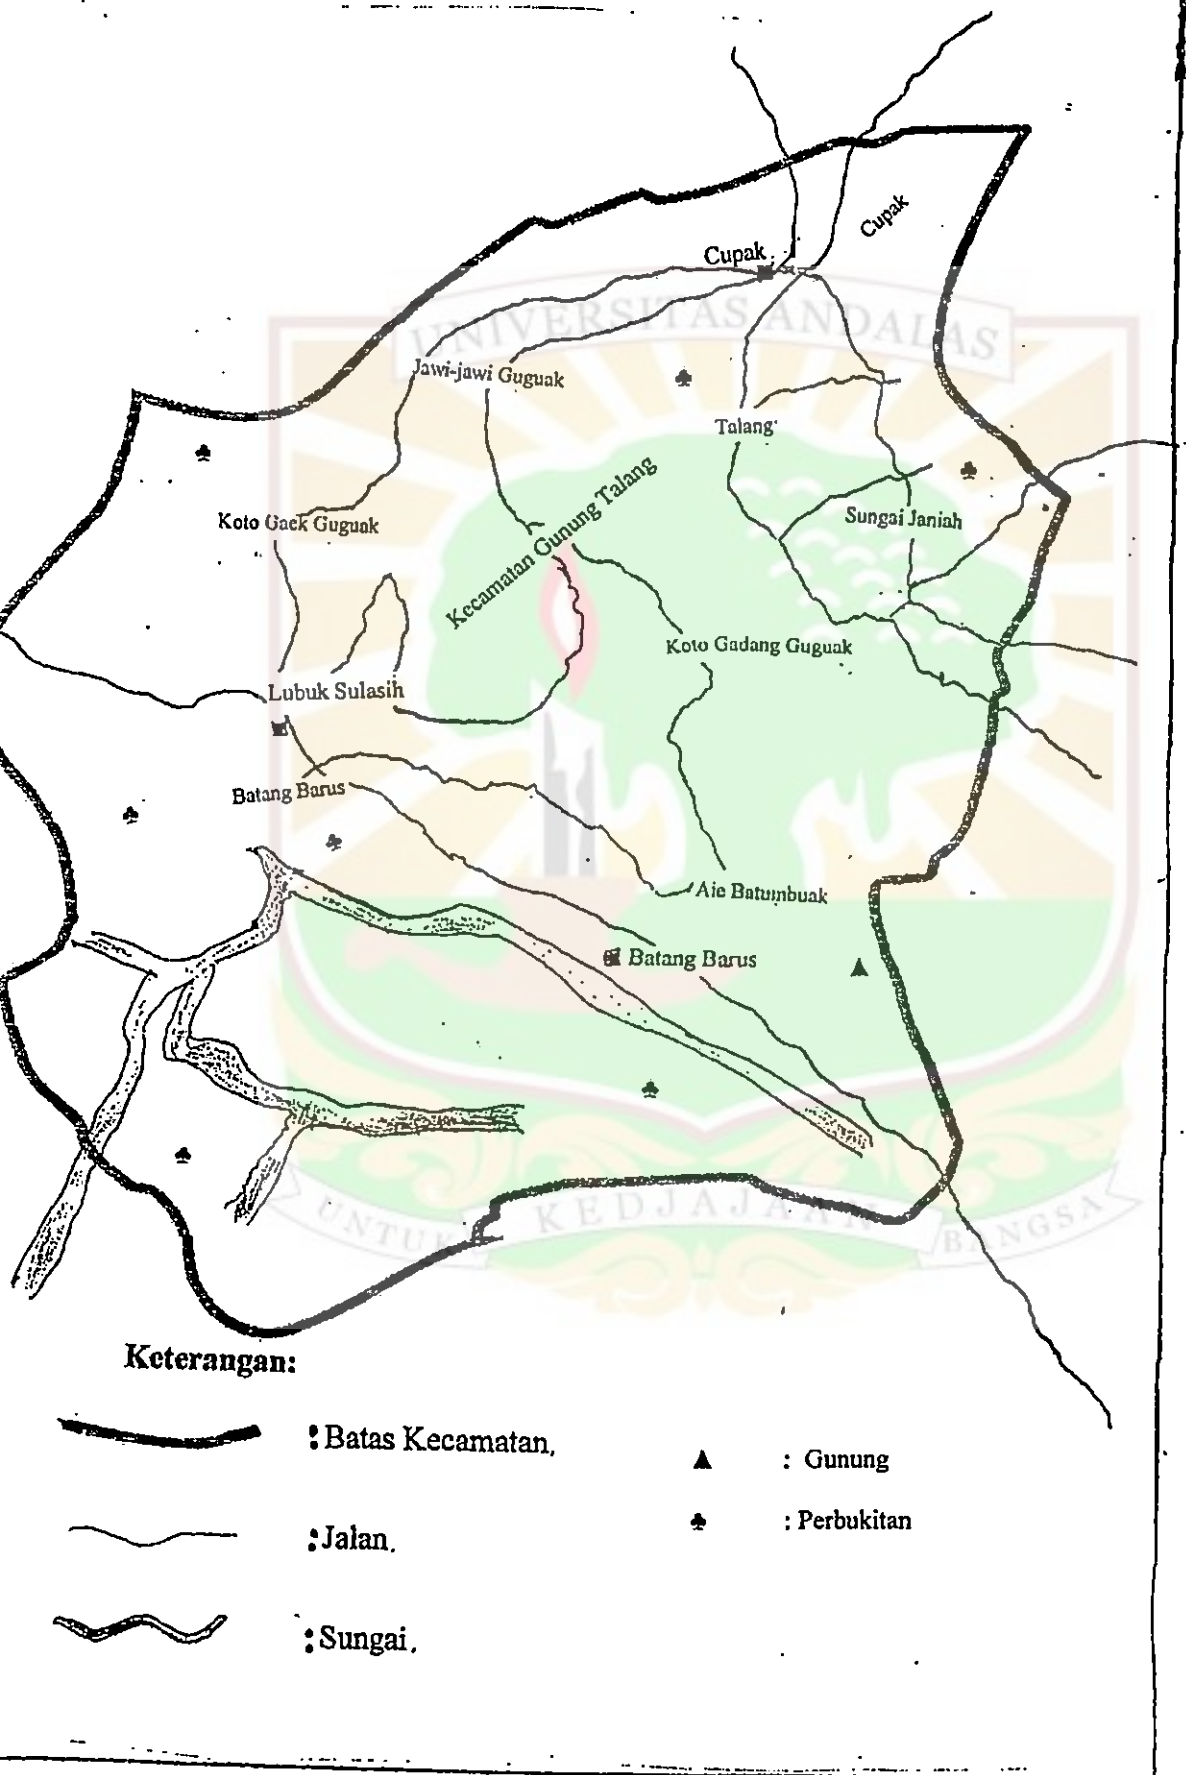 Cupak
Cupak
UNIVERSITAS ANDALAS
Jawi-jawi Guguak
Talang
Kecamatan Gunung Talang
Koto Gaek Guguak
Sungai Janiah
Koto Gadang Guguak
Lubuk Sulasih
Batang Barus
Aie Batumbuak
Batang Barus
UNTUK KEDJAJAAN BANGSA
Keterangan:
: Batas Kecamatan,
: Gunung
: Perbukitan
: Jalan.
: Sungai.